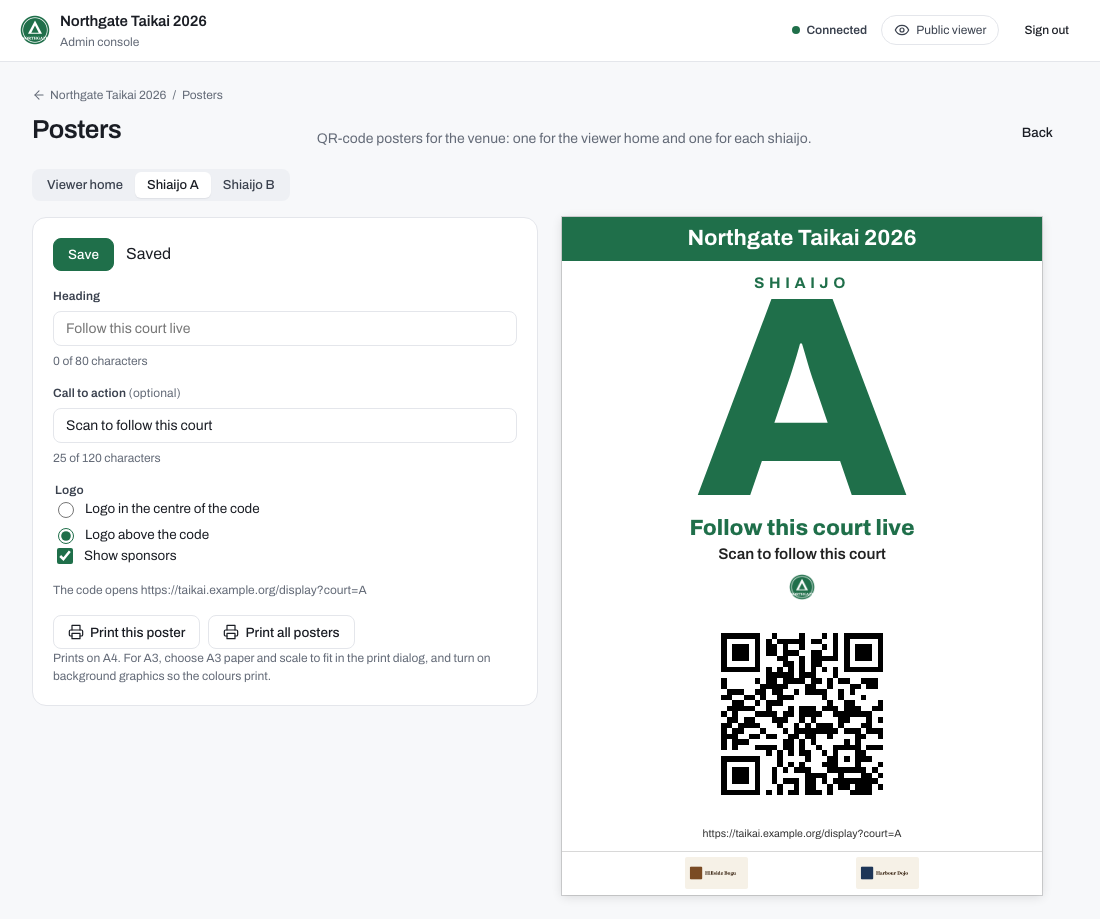 Northgate Taikai 2026
Admin console
Connected
Public viewer
Sign out
Northgate Taikai 2026 / Posters
Posters
QR-code posters for the venue: one for the viewer home and one for each shiaijo.
Back
Viewer home
Shiaijo A
Shiaijo B
Save
Saved
Heading
Follow this court live
0 of 80 characters
Call to action (optional)
Scan to follow this court
25 of 120 characters
Logo
Logo in the centre of the code
Logo above the code
Show sponsors
The code opens https://taikai.example.org/display?court=A
Print this poster
Print all posters
Prints on A4. For A3, choose A3 paper and scale to fit in the print dialog, and turn on
background graphics so the colours print.
Northgate Taikai 2026
SHIAIJO
A
Follow this court live
Scan to follow this court
https://taikai.example.org/display?court=A
Hillside Bogu
Harbour Dojo